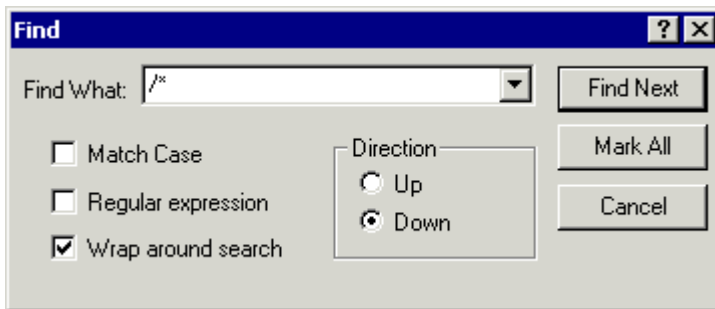 Find
Find What: /*
Find Next
Match Case
Direction
Mark All
Up
Regular expression
Cancel
Down
Wrap around search